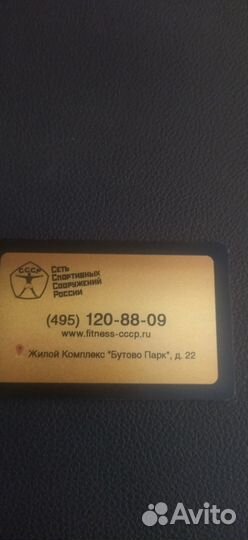 СССР
Сеть
Спортивных
Сооружений
России
(495) 120-88-09
www.fitness-cccp.ru
Жилой Комплекс "Бутово Парк", д. 22
Avito